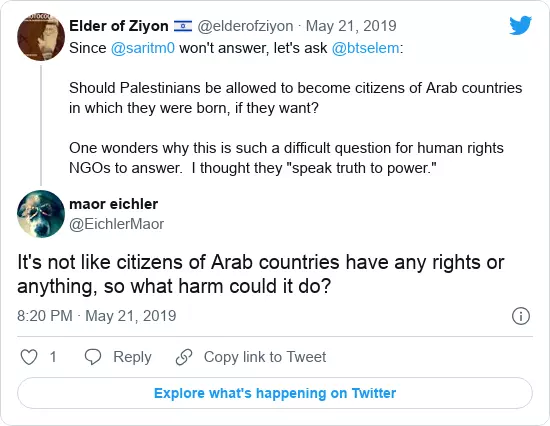 Elder of Ziyon 🇮🇱 @elderofziyon · May 21, 2019
Since @saritm0 won't answer, let's ask @btselem:
Should Palestinians be allowed to become citizens of Arab countries
in which they were born, if they want?
One wonders why this is such a difficult question for human rights
NGOs to answer.  I thought they "speak truth to power."
maor eichler
@EichlerMaor
It's not like citizens of Arab countries have any rights or
anything, so what harm could it do?
8:20 PM · May 21, 2019
1 Reply Copy link to Tweet
Explore what's happening on Twitter